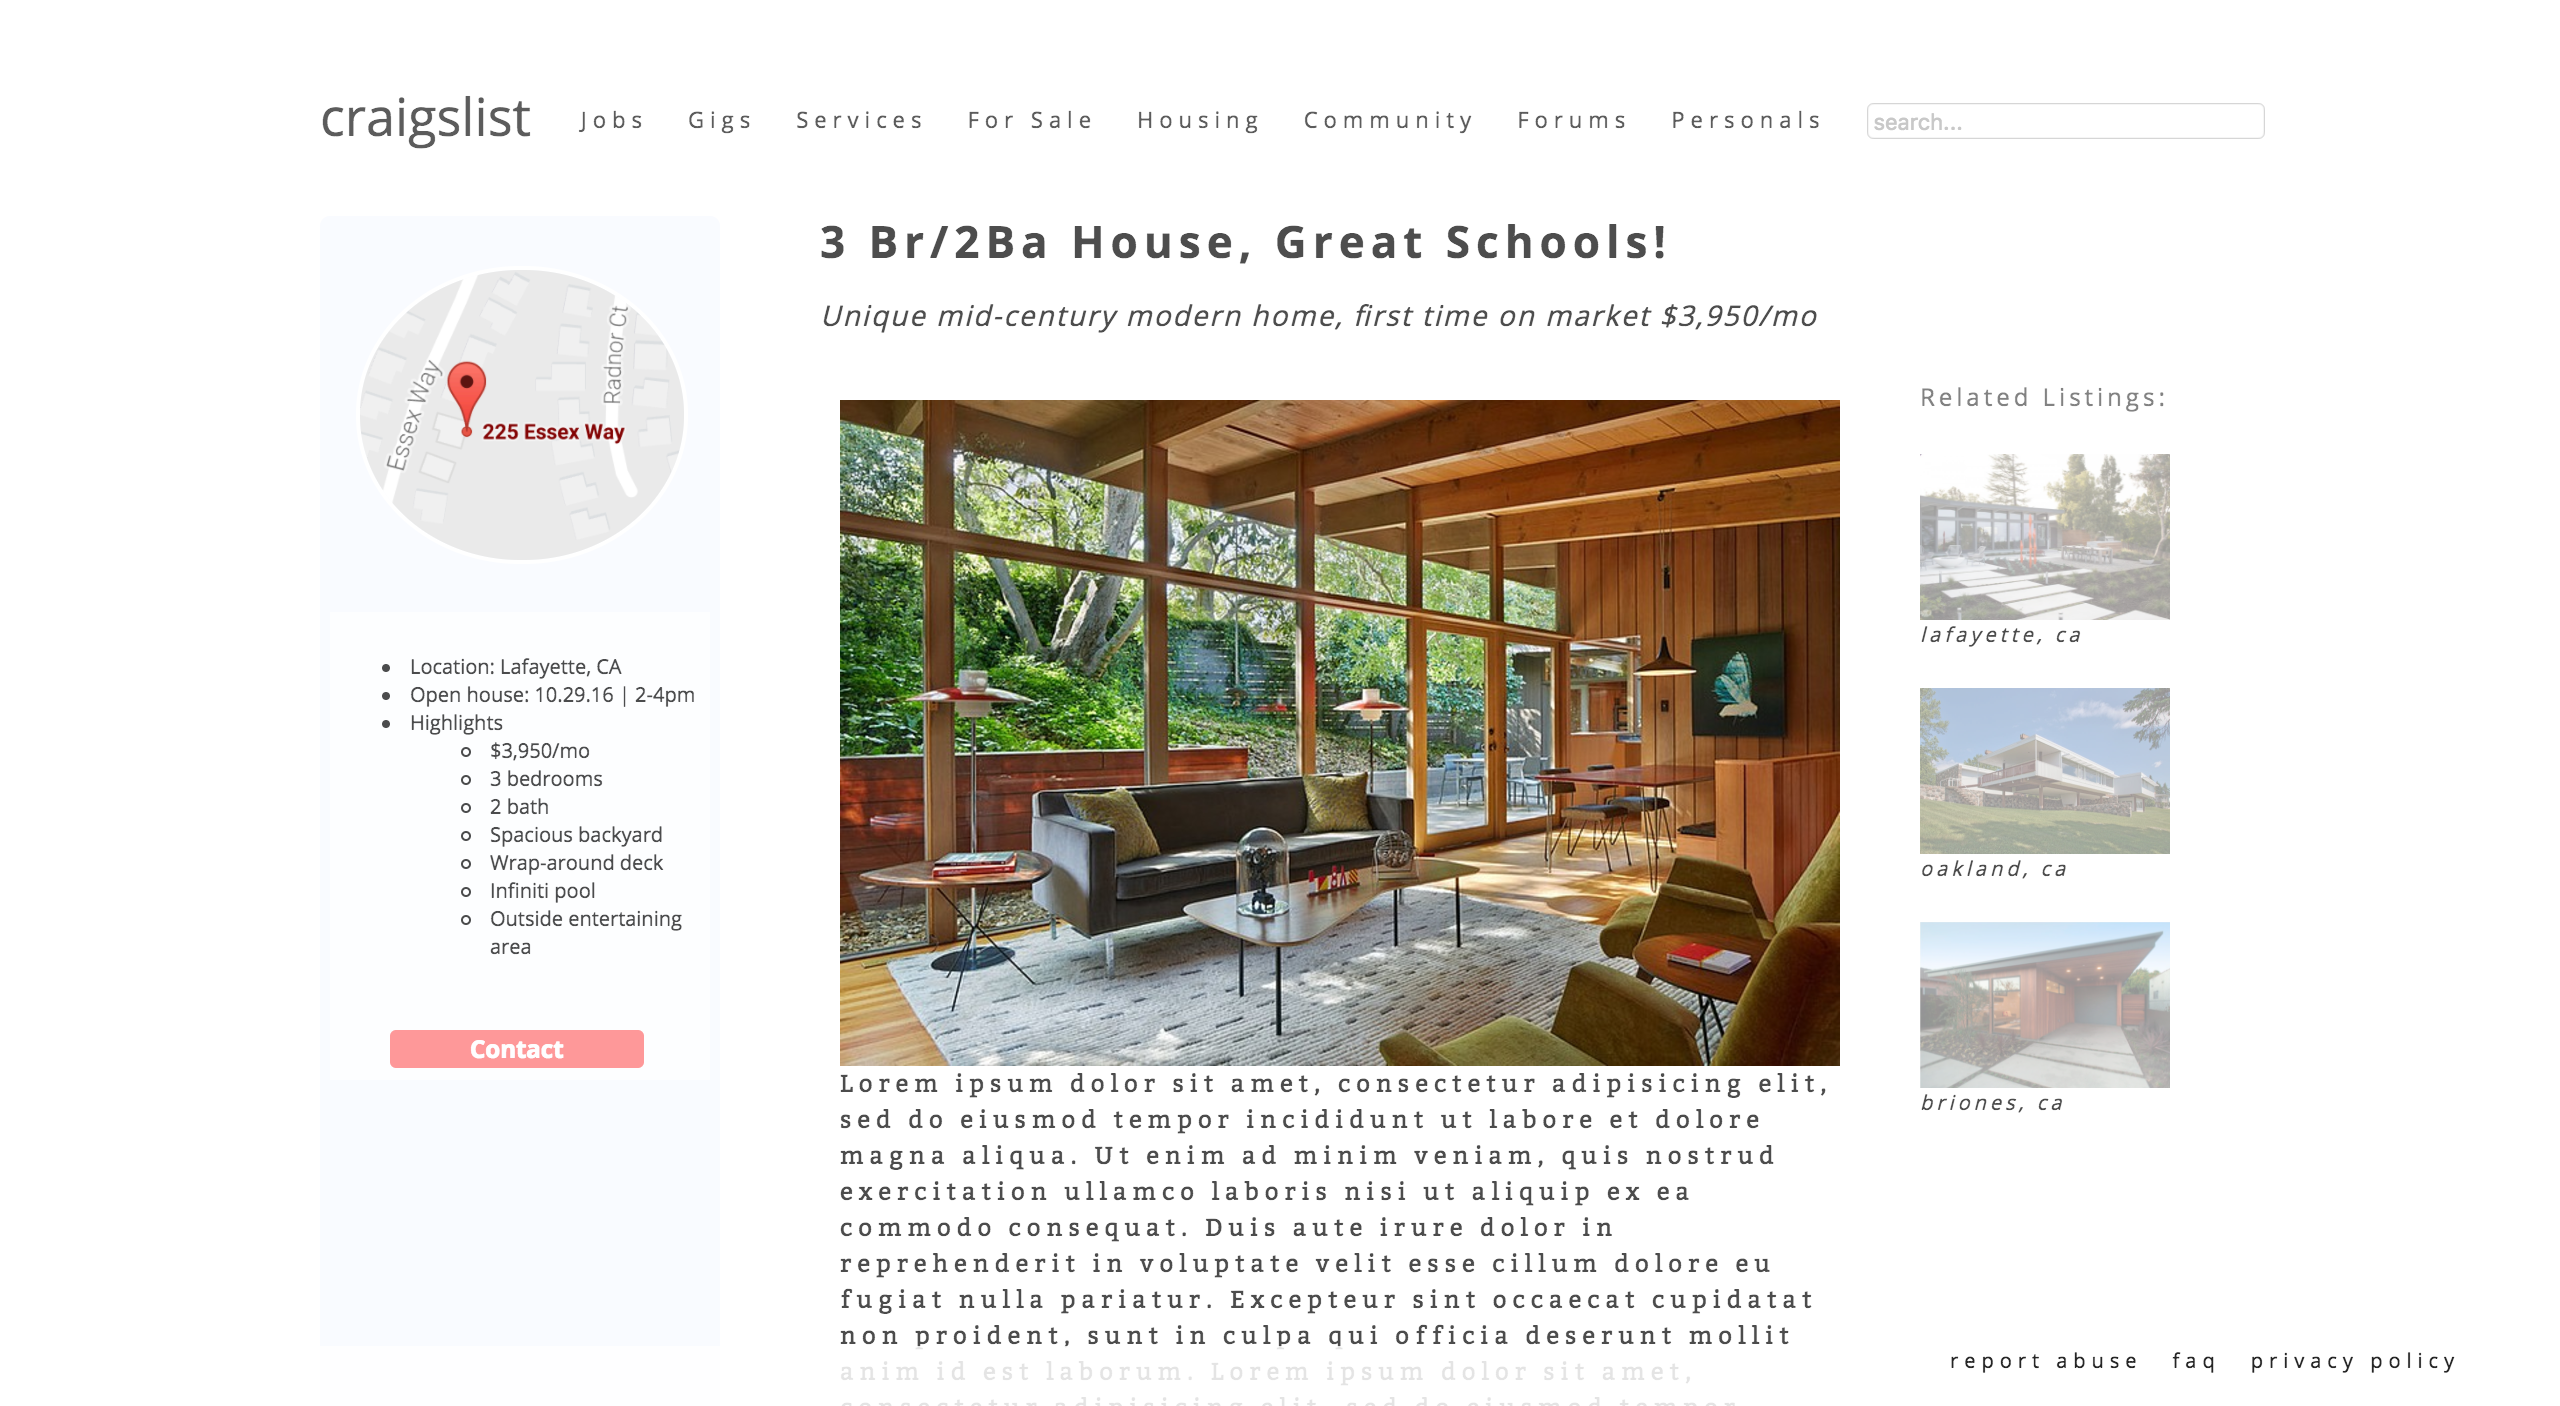 craigslist
Jobs Gigs Services For Sale Housing Community Forums Personals
search...
3 Br/2Ba House, Great Schools!
Unique mid-century modern home, first time on market $3,950/mo
Essex Way
Radnor Ct
225 Essex Way
Location: Lafayette, CA
Open house: 10.29.16 | 2-4pm
Highlights
$3,950/mo
3 bedrooms
2 bath
Spacious backyard
Wrap-around deck
Infiniti pool
Outside entertaining
area
Contact
Lorem ipsum dolor sit amet, consectetur adipisicing elit,
sed do eiusmod tempor incididunt ut labore et dolore
magna aliqua. Ut enim ad minim veniam, quis nostrud
exercitation ullamco laboris nisi ut aliquip ex ea
commodo consequat. Duis aute irure dolor in
reprehenderit in voluptate velit esse cillum dolore eu
fugiat nulla pariatur. Excepteur sint occaecat cupidatat
non proident, sunt in culpa qui officia deserunt mollit
anim id est laborum. Lorem ipsum dolor sit amet,
consectetur adipisicing elit, sed do eiusmod tempor
Related Listings:
lafayette, ca
oakland, ca
briones, ca
report abuse faq privacy policy